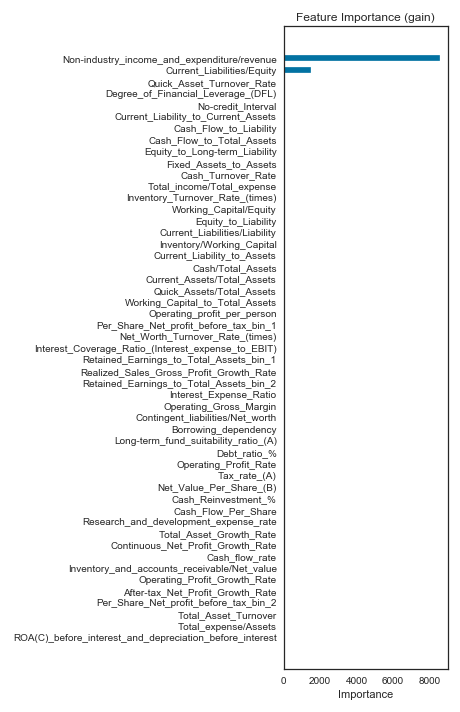 Feature Importance (gain)
Non-industry_income_and_expenditure/revenue
Current_Liabilities/Equity
Quick_Asset_Turnover_Rate
Degree_of_Financial_Leverage_(DFL)
No-credit_Interval
Current_Liability_to_Current_Assets
Cash_Flow_to_Liability
Cash_Flow_to_Total_Assets
Equity_to_Long-term_Liability
Fixed_Assets_to_Assets
Cash_Turnover_Rate
Total_income/Total_expense
Inventory_Turnover_Rate_(times)
Working_Capital/Equity
Equity_to_Liability
Current_Liabilities/Liability
Inventory/Working_Capital
Current_Liability_to_Assets
Cash/Total_Assets
Current_Assets/Total_Assets
Quick_Assets/Total_Assets
Working_Capital_to_Total_Assets
Operating_profit_per_person
Per_Share_Net_profit_before_tax_bin_1
Net_Worth_Turnover_Rate_(times)
Interest_Coverage_Ratio_(Interest_expense_to_EBIT)
Retained_Earnings_to_Total_Assets_bin_1
Realized_Sales_Gross_Profit_Growth_Rate
Retained_Earnings_to_Total_Assets_bin_2
Interest_Expense_Ratio
Operating_Gross_Margin
Contingent_liabilities/Net_worth
Borrowing_dependency
Long-term_fund_suitability_ratio_(A)
Debt_ratio_%
Operating_Profit_Rate
Tax_rate_(A)
Net_Value_Per_Share_(B)
Cash_Reinvestment_%
Cash_Flow_Per_Share
Research_and_development_expense_rate
Total_Asset_Growth_Rate
Continuous_Net_Profit_Growth_Rate
Cash_flow_rate
Inventory_and_accounts_receivable/Net_value
Operating_Profit_Growth_Rate
After-tax_Net_Profit_Growth_Rate
Per_Share_Net_profit_before_tax_bin_2
Total_Asset_Turnover
Total_expense/Assets
ROA(C)_before_interest_and_depreciation_before_interest
0 2000 4000 6000 8000
Importance